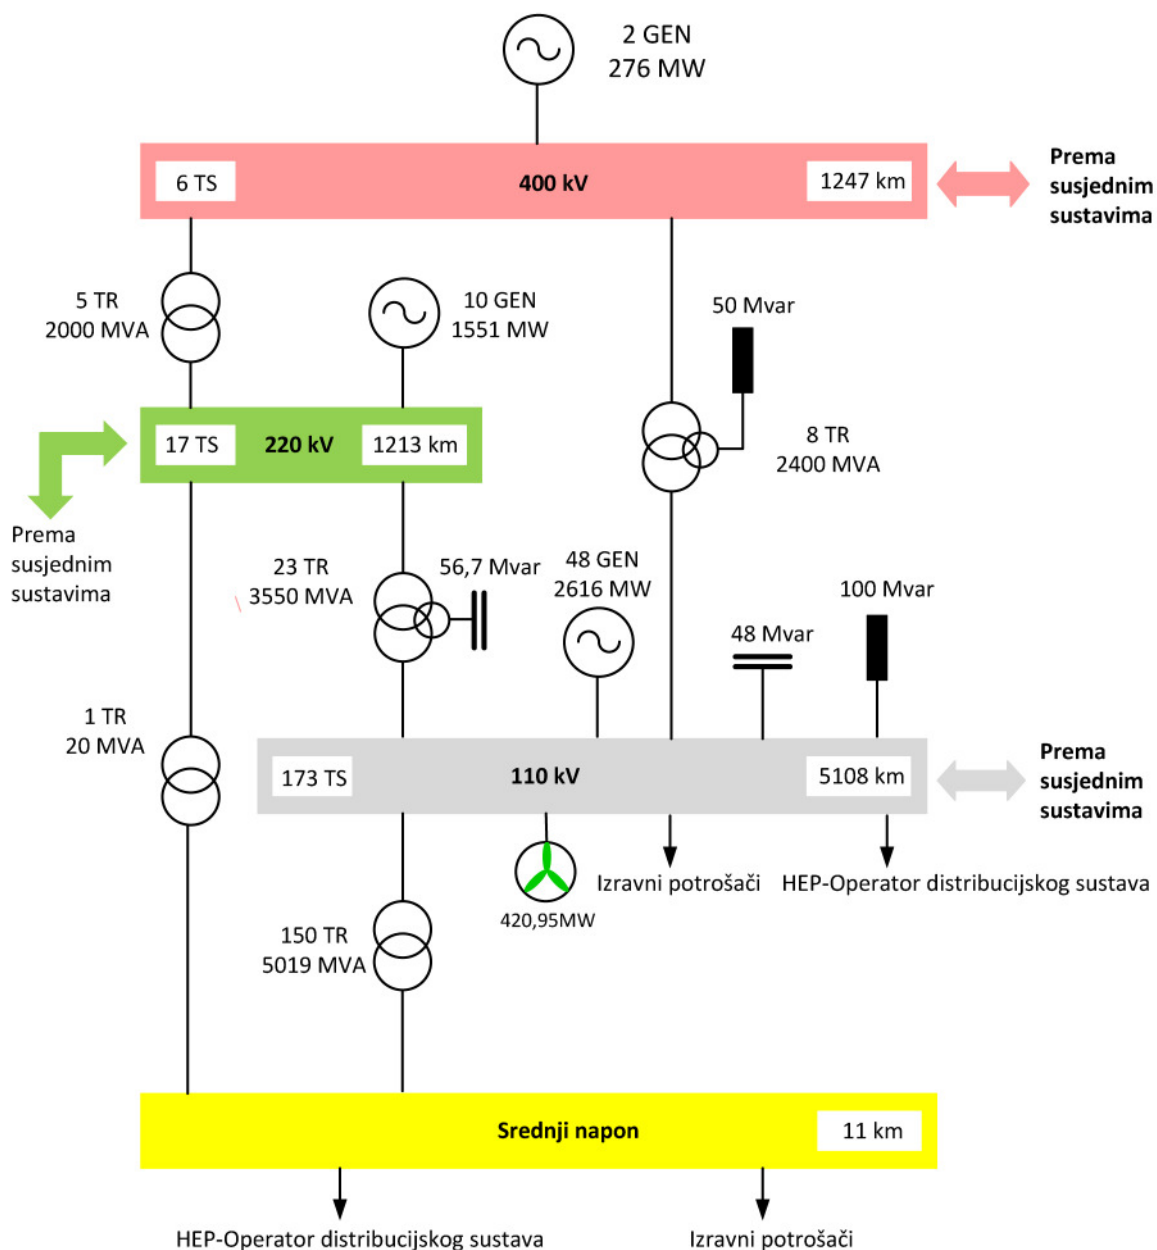 2 GEN
276 MW
6 TS
400 kV
1247 km
Prema
susjednim
sustavima
5 TR
2000 MVA
10 GEN
1551 MW
50 Mvar
8 TR
2400 MVA
17 TS
220 kV
1213 km
Prema
susjednim
sustavima
23 TR
3550 MVA
56,7 Mvar
48 GEN
2616 MW
48 Mvar
100 Mvar
1 TR
20 MVA
173 TS
110 kV
5108 km
Prema
susjednim
sustavima
420,95MW
Izravni potrošači
HEP-Operator distribucijskog sustava
150 TR
5019 MVA
Srednji napon
11 km
HEP-Operator distribucijskog sustava
Izravni potrošači